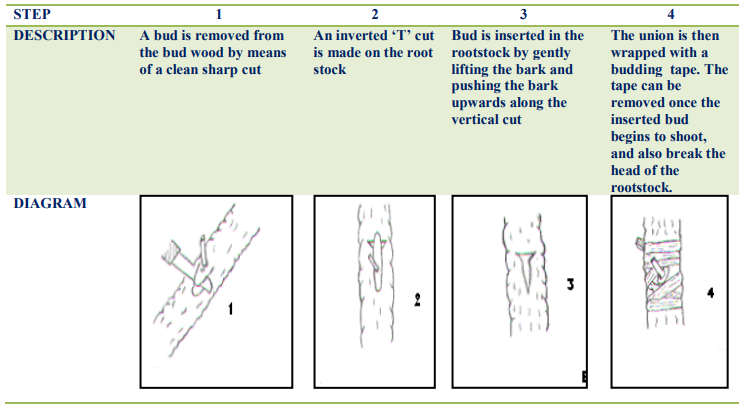 STEP 1 2 3 4
DESCRIPTION
A bud is removed from
the bud wood by means
of a clean sharp cut
An inverted ‘T’ cut
is made on the root
stock
Bud is inserted in the
rootstock by gently
lifting the bark and
pushing the bark
upwards along the
vertical cut
The union is then
wrapped with a
budding tape. The
tape can be
removed once the
inserted bud
begins to shoot,
and also break the
head of the
rootstock.
DIAGRAM
1
2
3
4